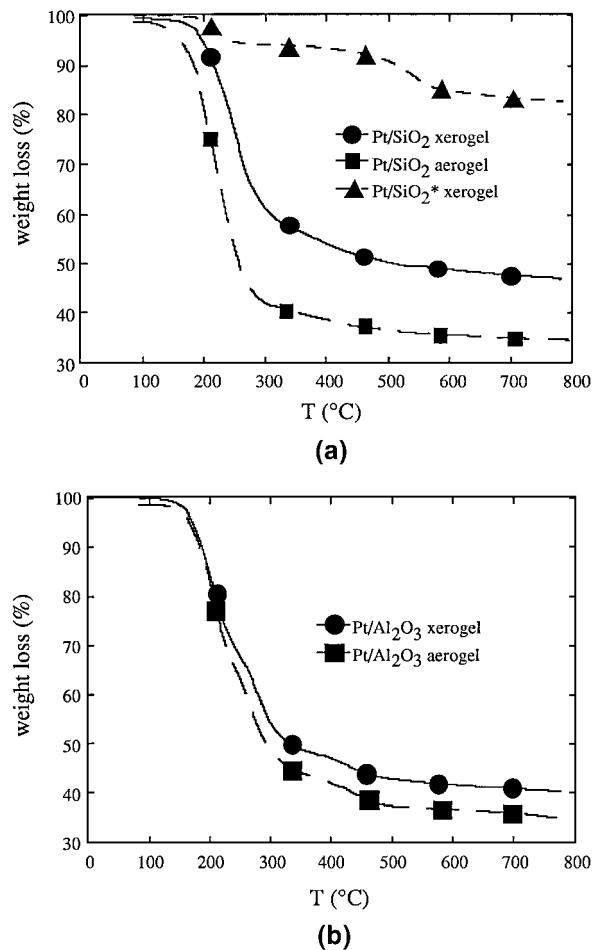 100
90
80
70
60
50
40
30
weight loss (%)
Pt/SiO2 xerogel
Pt/SiO2 aerogel
Pt/SiO2* xerogel
0 100 200 300 400 500 600 700 800
T (°C)
(a)
100
90
80
70
60
50
40
30
weight loss (%)
Pt/Al2O3 xerogel
Pt/Al2O3 aerogel
0 100 200 300 400 500 600 700 800
T (°C)
(b)